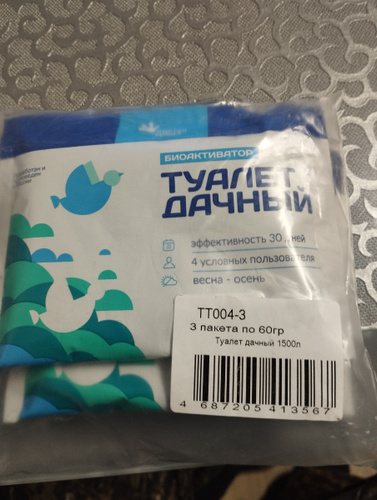 БИОАКТИВАТОР
ТУАЛЕТ
ДАЧНЫЙ
эффективность 30 дней
4 условных пользователя
весна - осень
ТТ004-3
3 пакета по 60гр
Туалет дачный 1500л
4 687205 413567